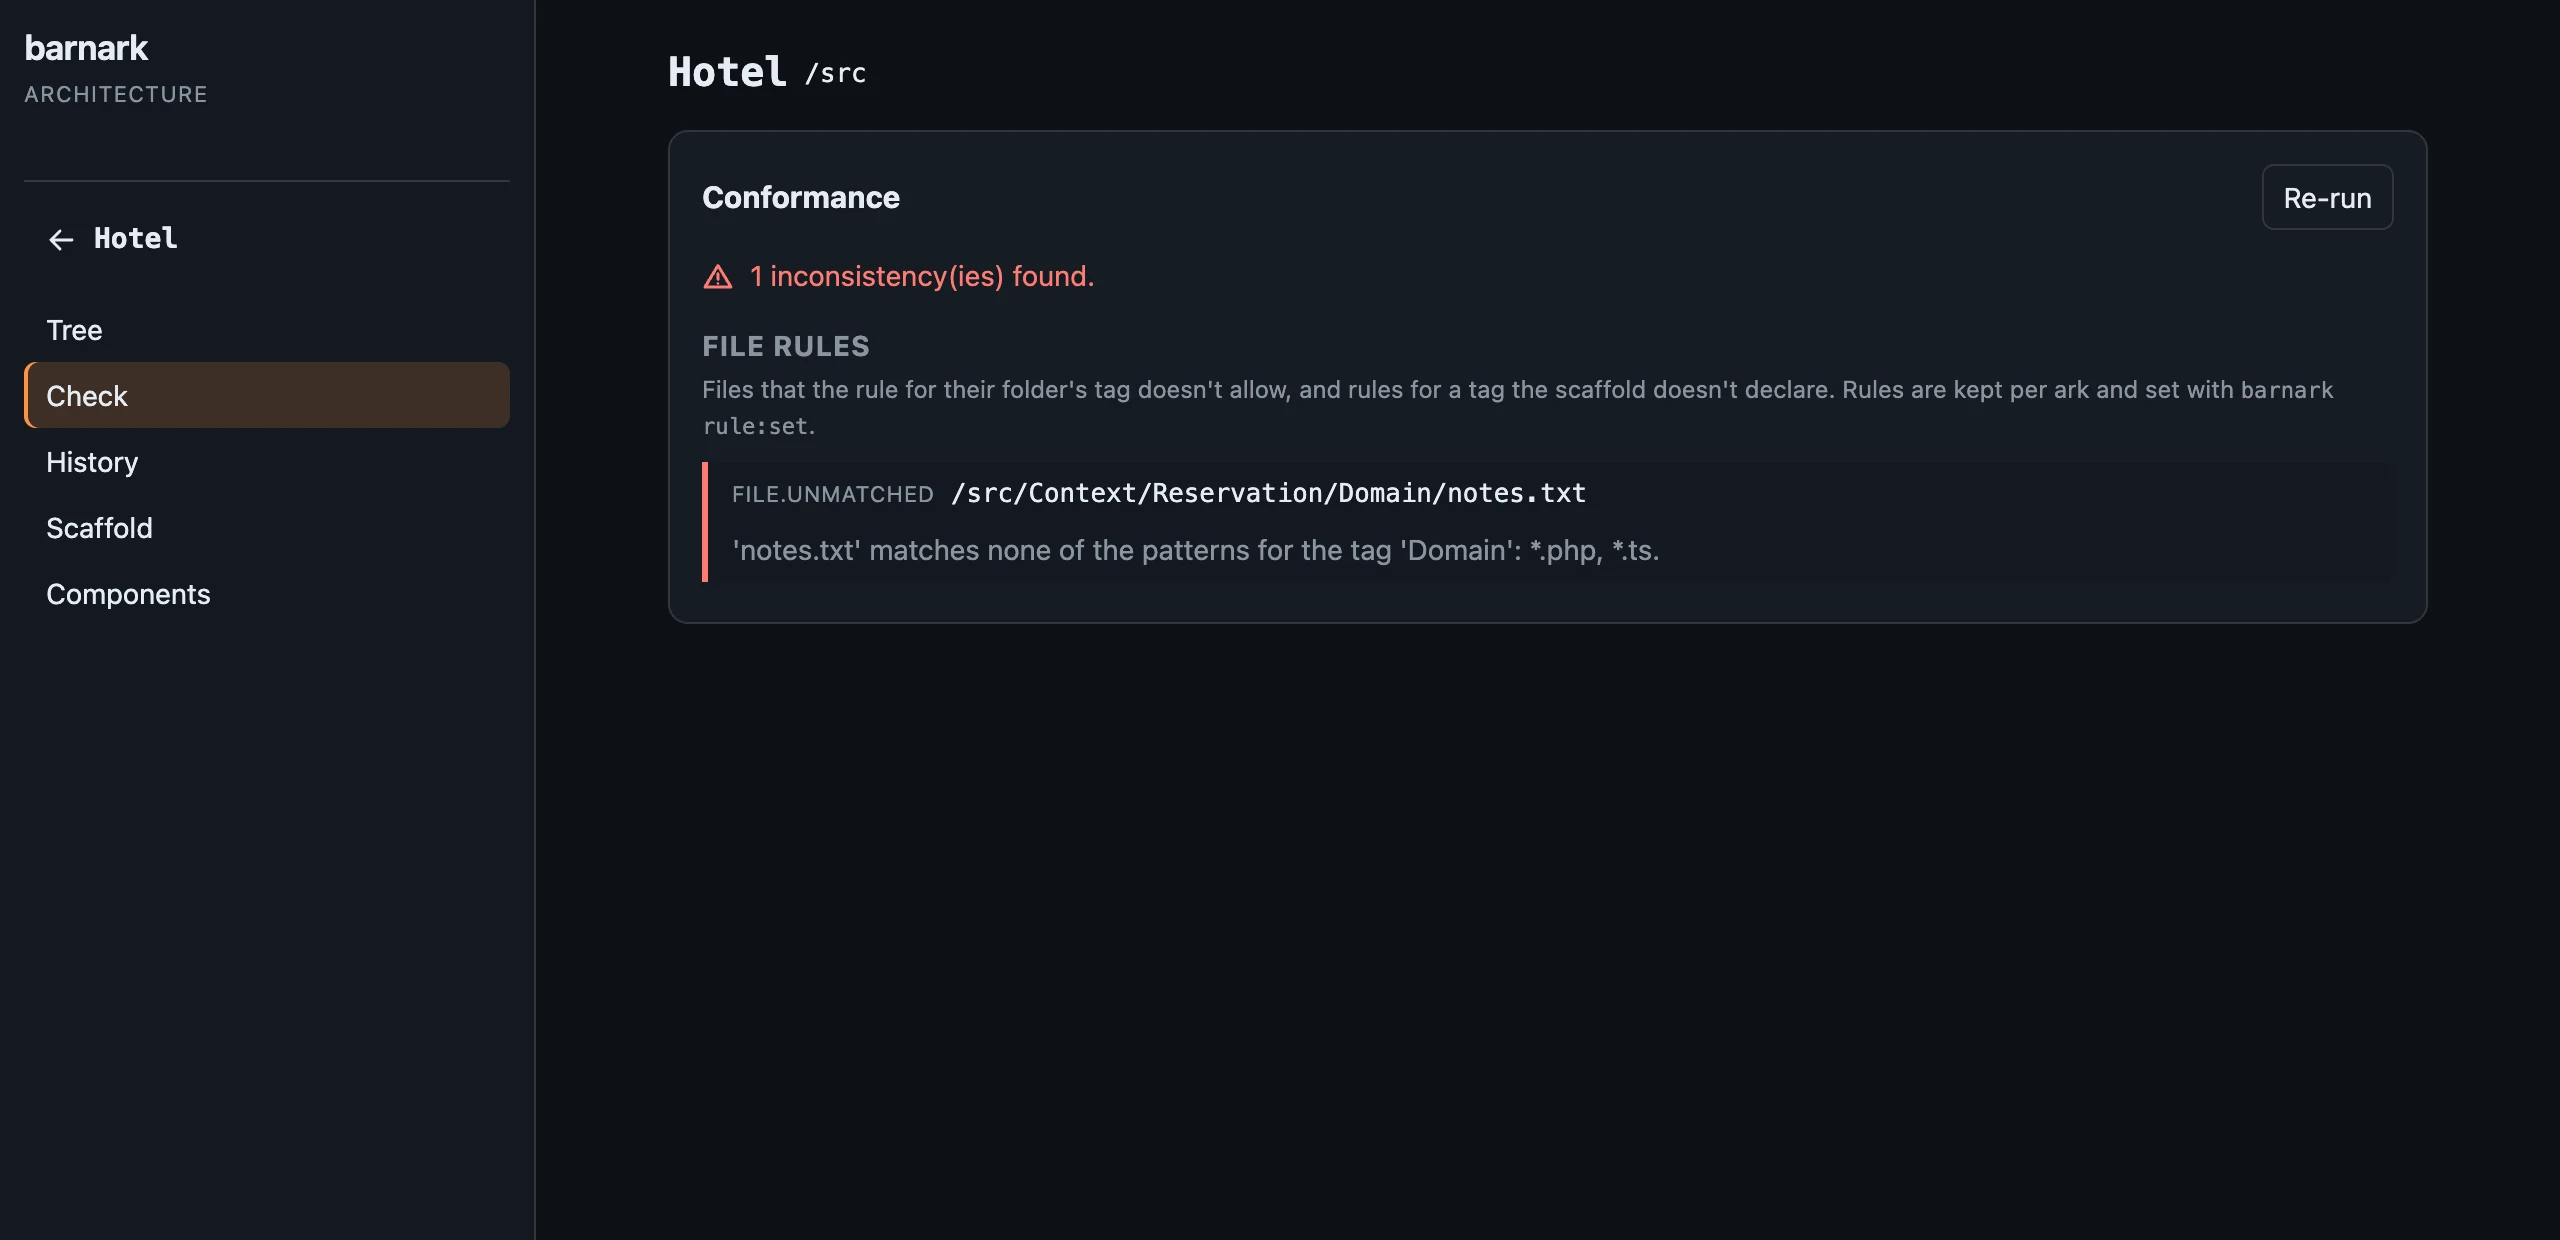 barnark
ARCHITECTURE
← Hotel
Tree
Check
History
Scaffold
Components
Hotel /src
Conformance
Re-run
1 inconsistency(ies) found.
FILE RULES
Files that the rule for their folder's tag doesn't allow, and rules for a tag the scaffold doesn't declare. Rules are kept per ark and set with barnark
rule:set.
FILE.UNMATCHED /src/Context/Reservation/Domain/notes.txt
'notes.txt' matches none of the patterns for the tag 'Domain': *.php, *.ts.